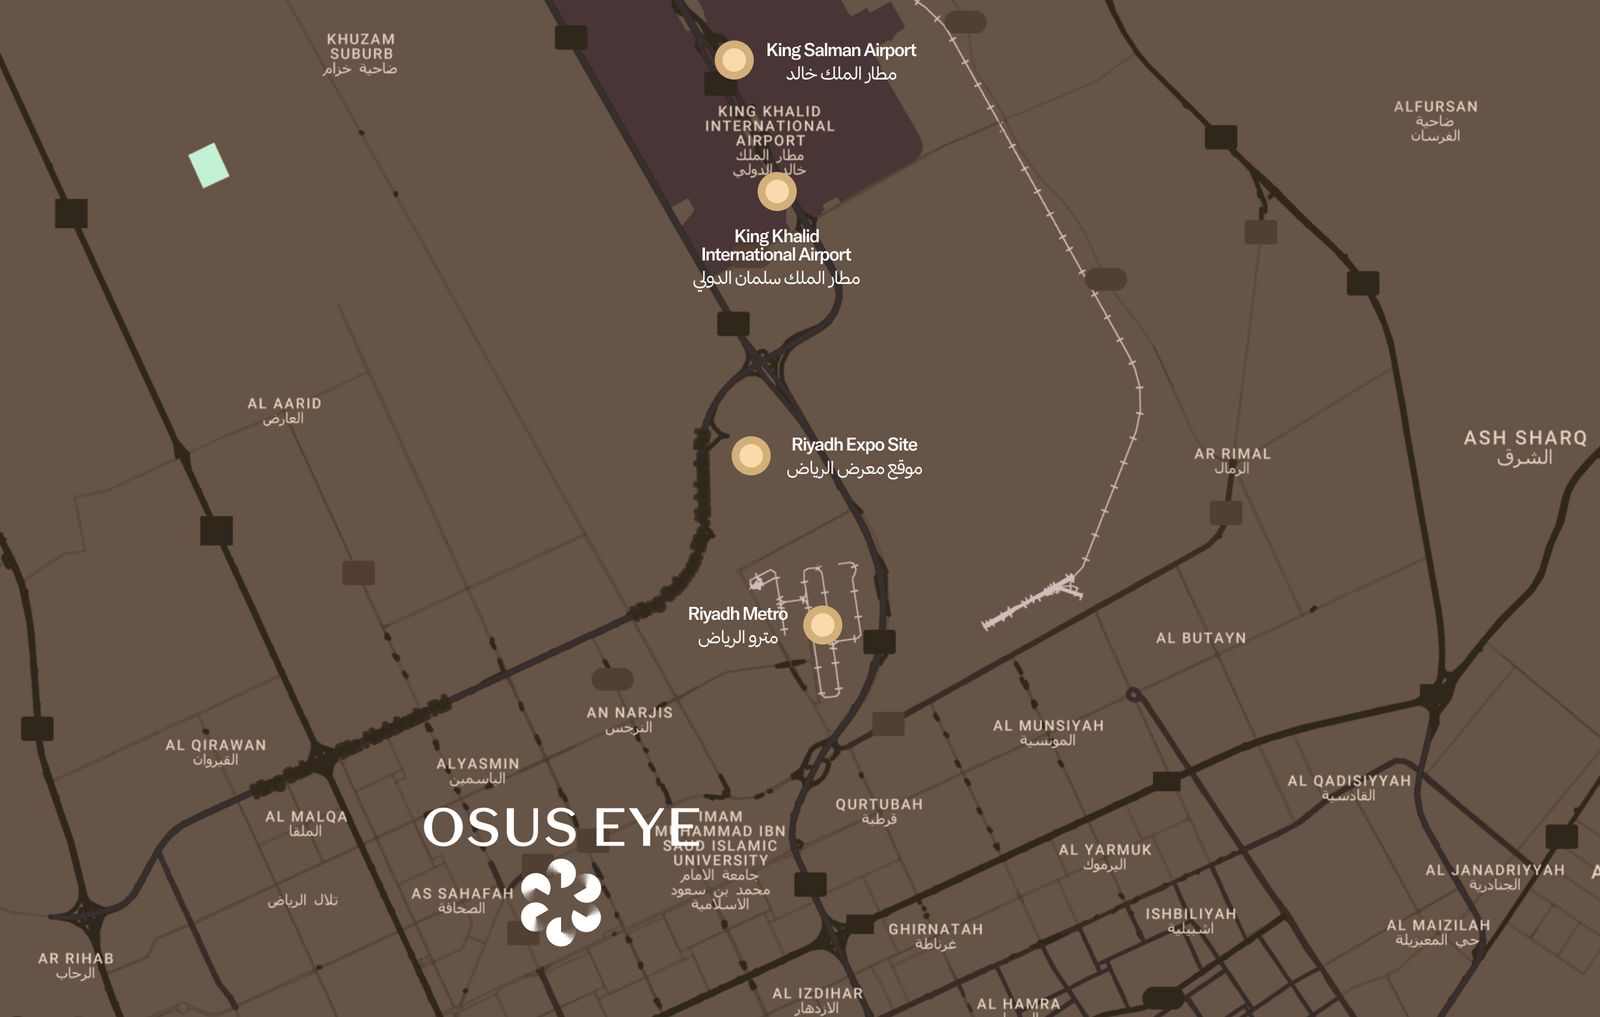 KHUZAM
SUBURB
ضاحية خزام
King Salman Airport
مطار الملك خالد
KING KHALID
INTERNATIONAL
AIRPORT
مطار الملك
خالد الدولي
ALFURSAN
ضاحية
الفرسان
King Khalid
International Airport
مطار الملك سلمان الدولي
AL AARID
العارض
Riyadh Expo Site
موقع معرض الرياض
AR RIMAL
الرمال
ASH SHARQ
الشرق
Riyadh Metro
مترو الرياض
AL BUTAYN
AN NARJIS
النرجس
AL MUNSIYAH
المونسية
AL QIRAWAN
القيروان
ALYASMIN
الياسمين
AL QADISIYYAH
القادسية
QURTUBAH
قرطبة
AL MALQA
الملقا
OSUS EYE
IMAM
MUHAMMAD IBN
SAUD ISLAMIC
UNIVERSITY
جامعة الامام
محمد بن سعود
الاسلامية
AL YARMUK
اليرموك
AL JANADRIYYAH
الجنادرية
AS SAHAFAH
الصحافة
تلال الرياض
ISHBILIYAH
اشبيلية
GHIRNATAH
غرناطة
AL MAIZILAH
حي المعيزيلة
AR RIHAB
الرحاب
AL IZDIHAR
الازدهار
AL HAMRA